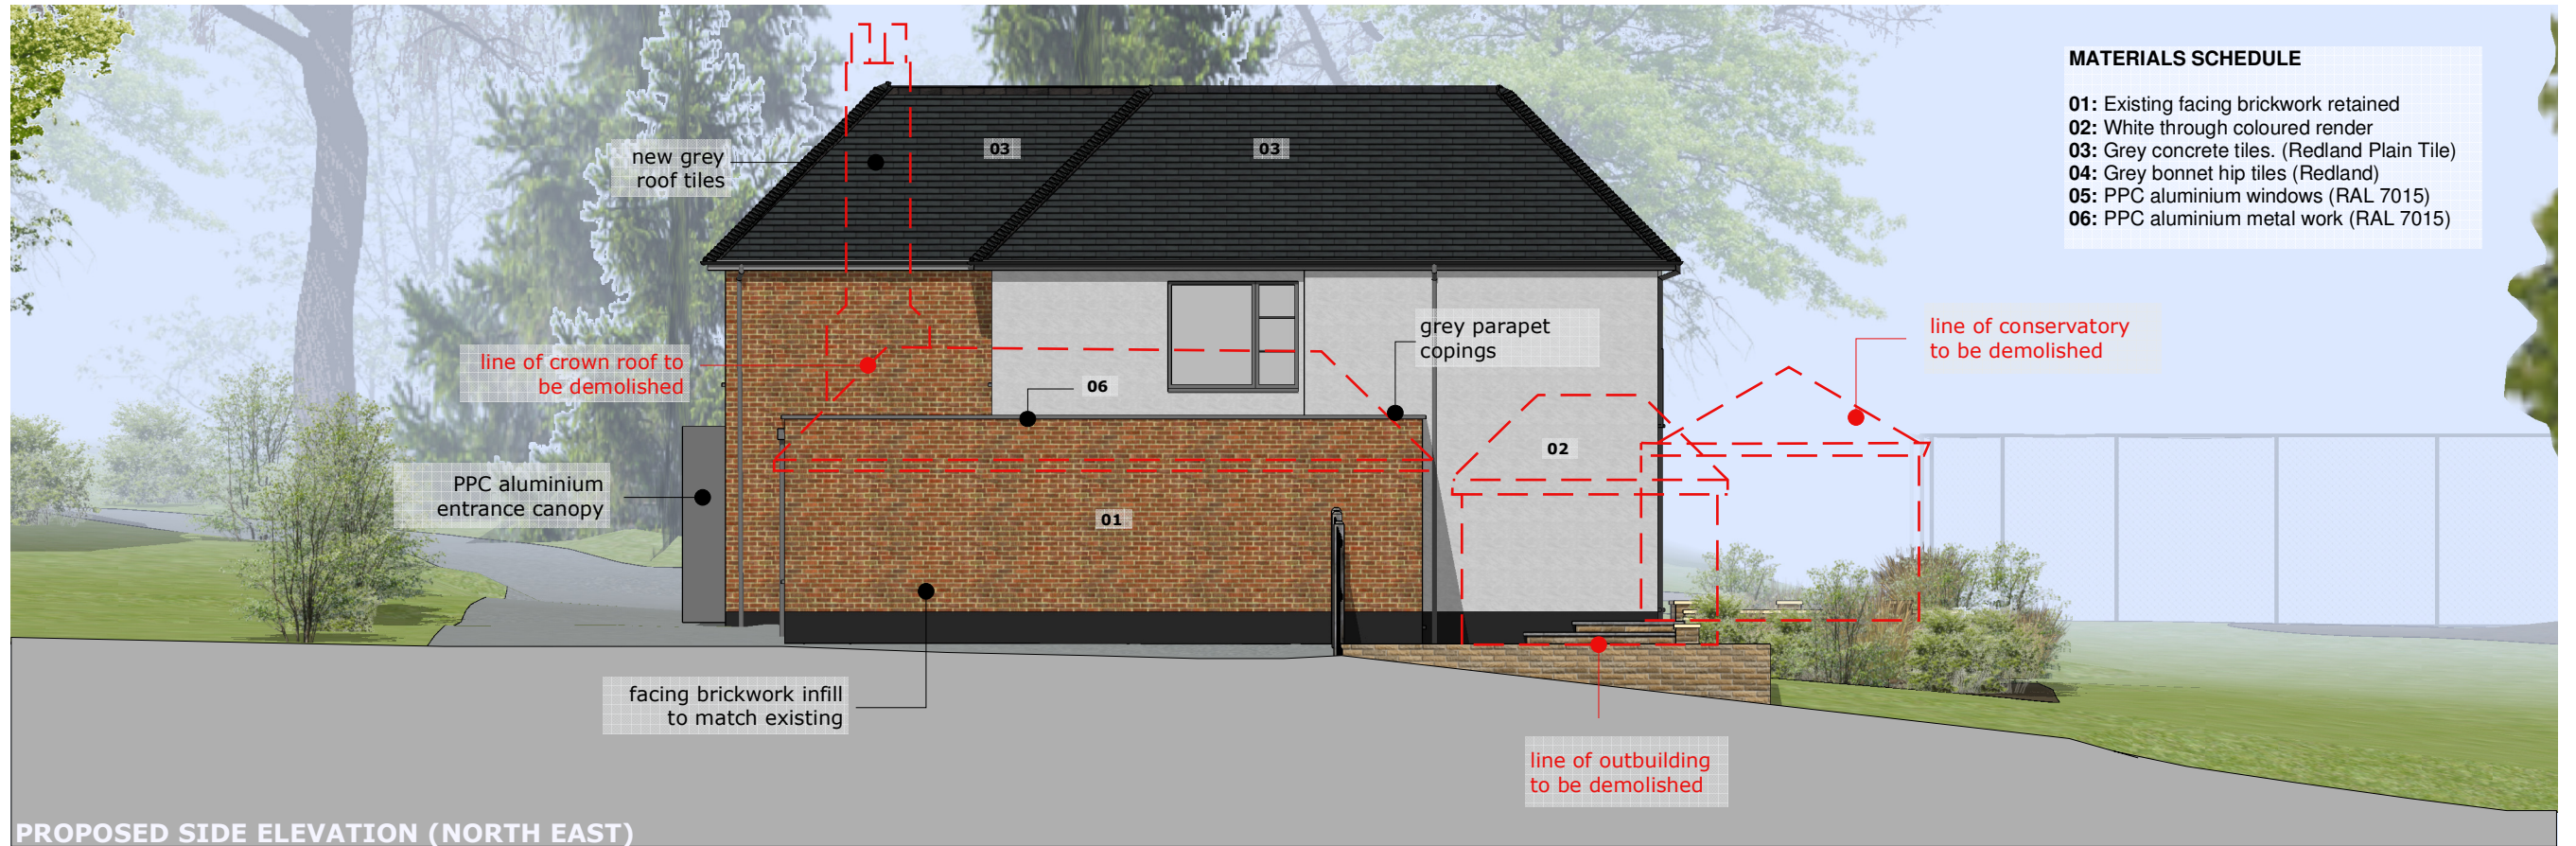 MATERIALS SCHEDULE
01: Existing facing brickwork retained
02: White through coloured render
03: Grey concrete tiles. (Redland Plain Tile)
04: Grey bonnet hip tiles (Redland)
05: PPC aluminium windows (RAL 7015)
06: PPC aluminium metal work (RAL 7015)
new grey
roof tiles
03
03
line of crown roof to
be demolished
06
grey parapet
copings
line of conservatory
to be demolished
02
PPC aluminium
entrance canopy
01
facing brickwork infill
to match existing
line of outbuilding
to be demolished
PROPOSED SIDE ELEVATION (NORTH EAST)